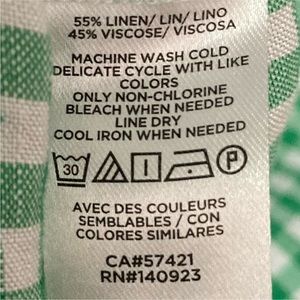 55% LINEN/ LIN/ LINO
45% VISCOSE/ VISCOSA
MACHINE WASH COLD
DELICATE CYCLE WITH LIKE
COLORS
ONLY NON-CHLORINE
BLEACH WHEN NEEDED
LINE DRY
COOL IRON WHEN NEEDED
30 P
AVEC DES COULEURS
SEMBLABLES / CON
COLORES SIMILARES
CA#57421
RN#140923